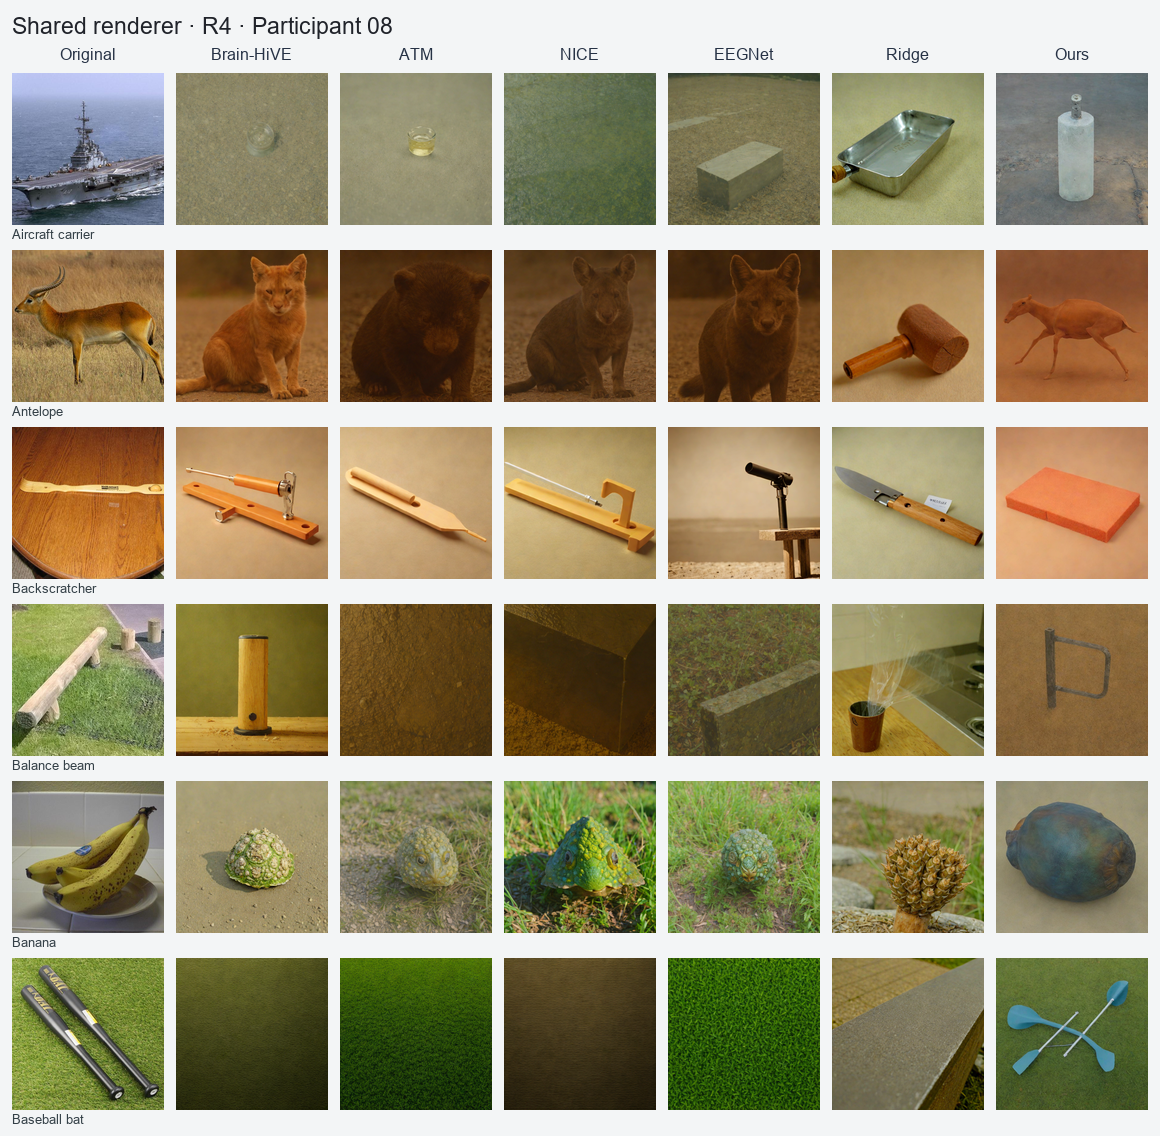 Shared renderer · R4 · Participant 08
Original Brain-HiVE ATM NICE EEGNet Ridge Ours
Aircraft carrier
Antelope
Backscratcher
Balance beam
Banana
Baseball bat